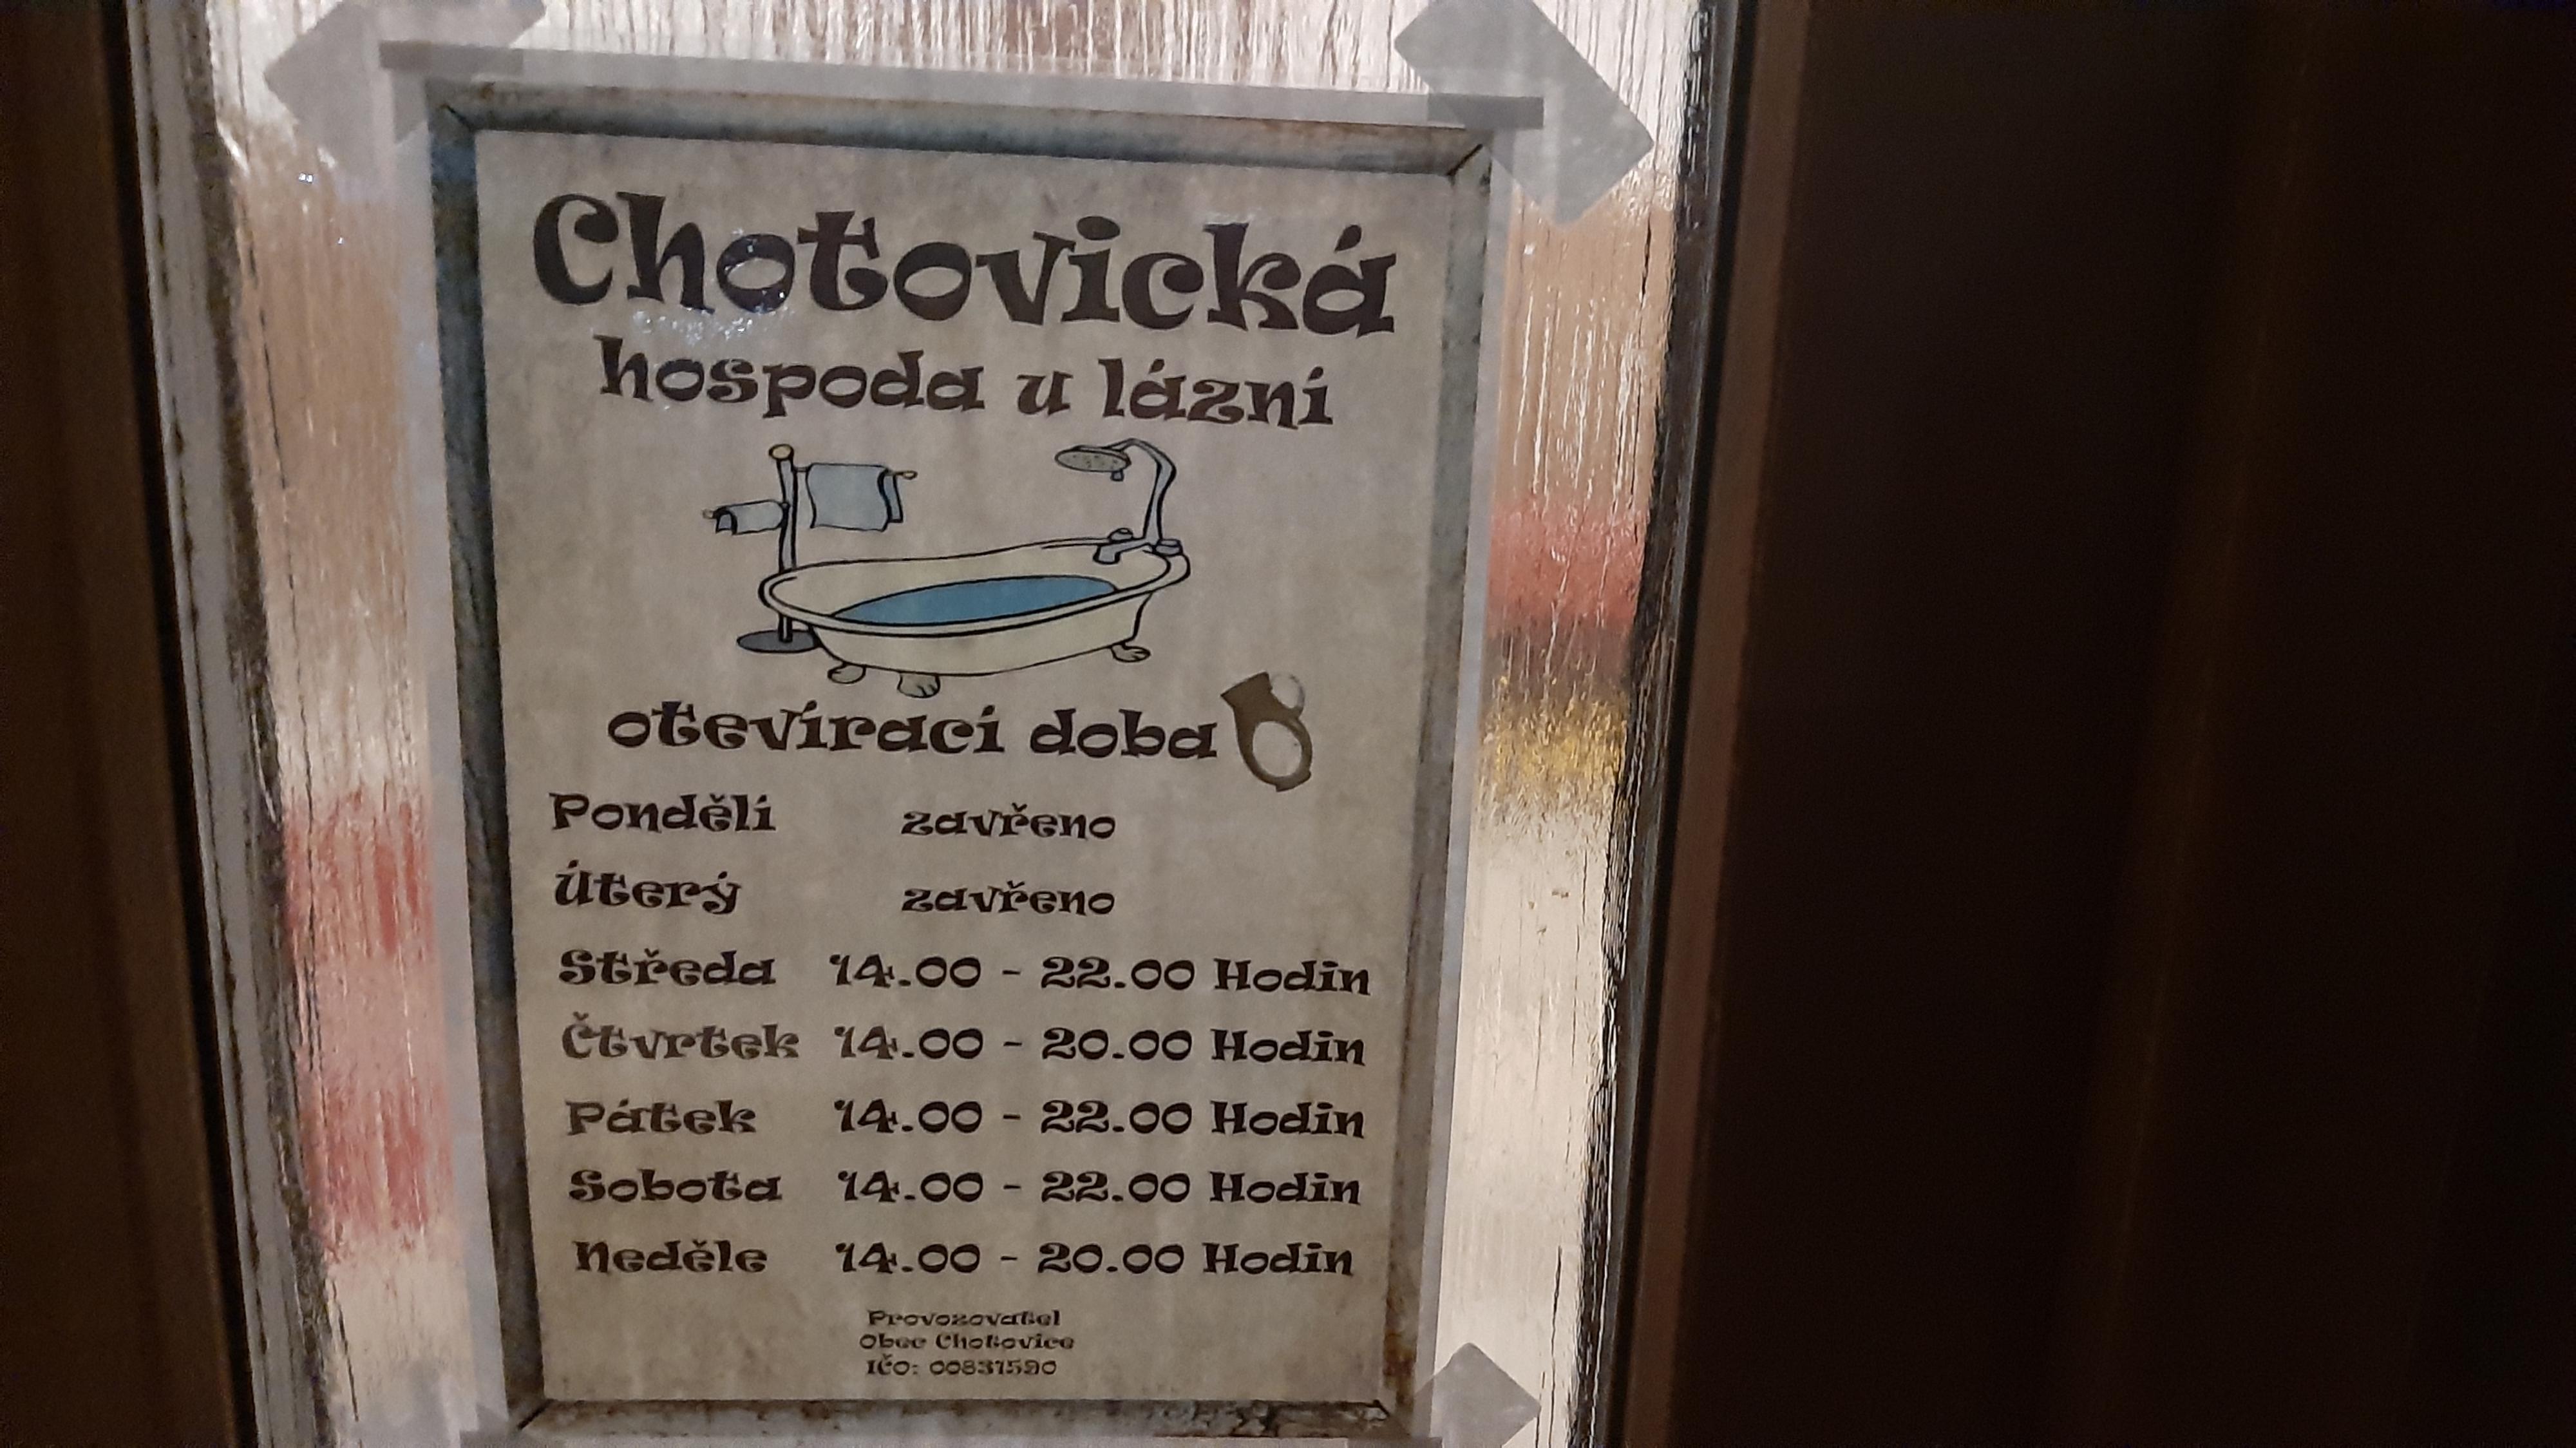 Chotovická
hospoda u lázní
otevírací doba
Pondělí zavřeno
Úterý zavřeno
Středa 14.00 - 22.00 Hodin
Čtvrtek 14.00 - 20.00 Hodin
Pátek 14.00 - 22.00 Hodin
Sobota 14.00 - 22.00 Hodin
Neděle 14.00 - 20.00 Hodin
Provozovatel
Obec Chotovice
IČO: 00831590